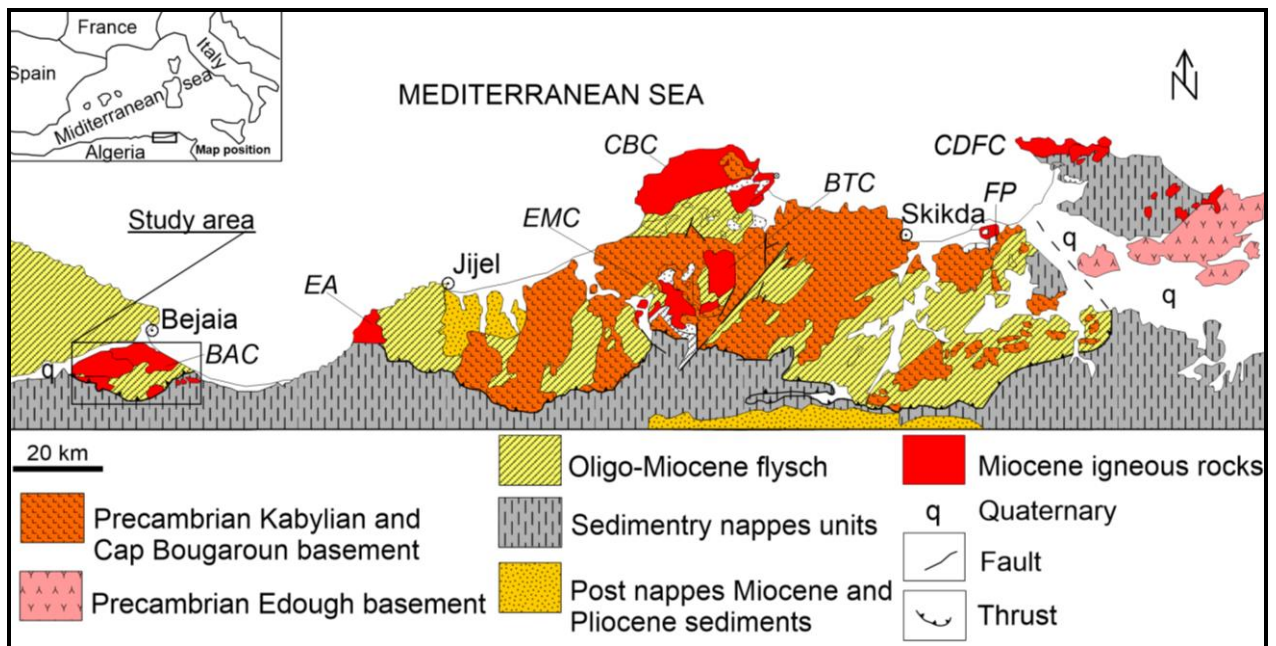 France
Spain
Italy
Miditerranean sea
Algeria
Map position
MEDITERRANEAN SEA
N
CBC
CDFC
BTC
FP
Study area
EMC
Skikda
q
Jijel
EA
q
Bejaia
BAC
q
20 km
Oligo-Miocene flysch
Miocene igneous rocks
Precambrian Kabylian and
Cap Bougaroun basement
Sedimentry nappes units
q Quaternary
Fault
Precambrian Edough basement
Post nappes Miocene and
Pliocene sediments
Thrust